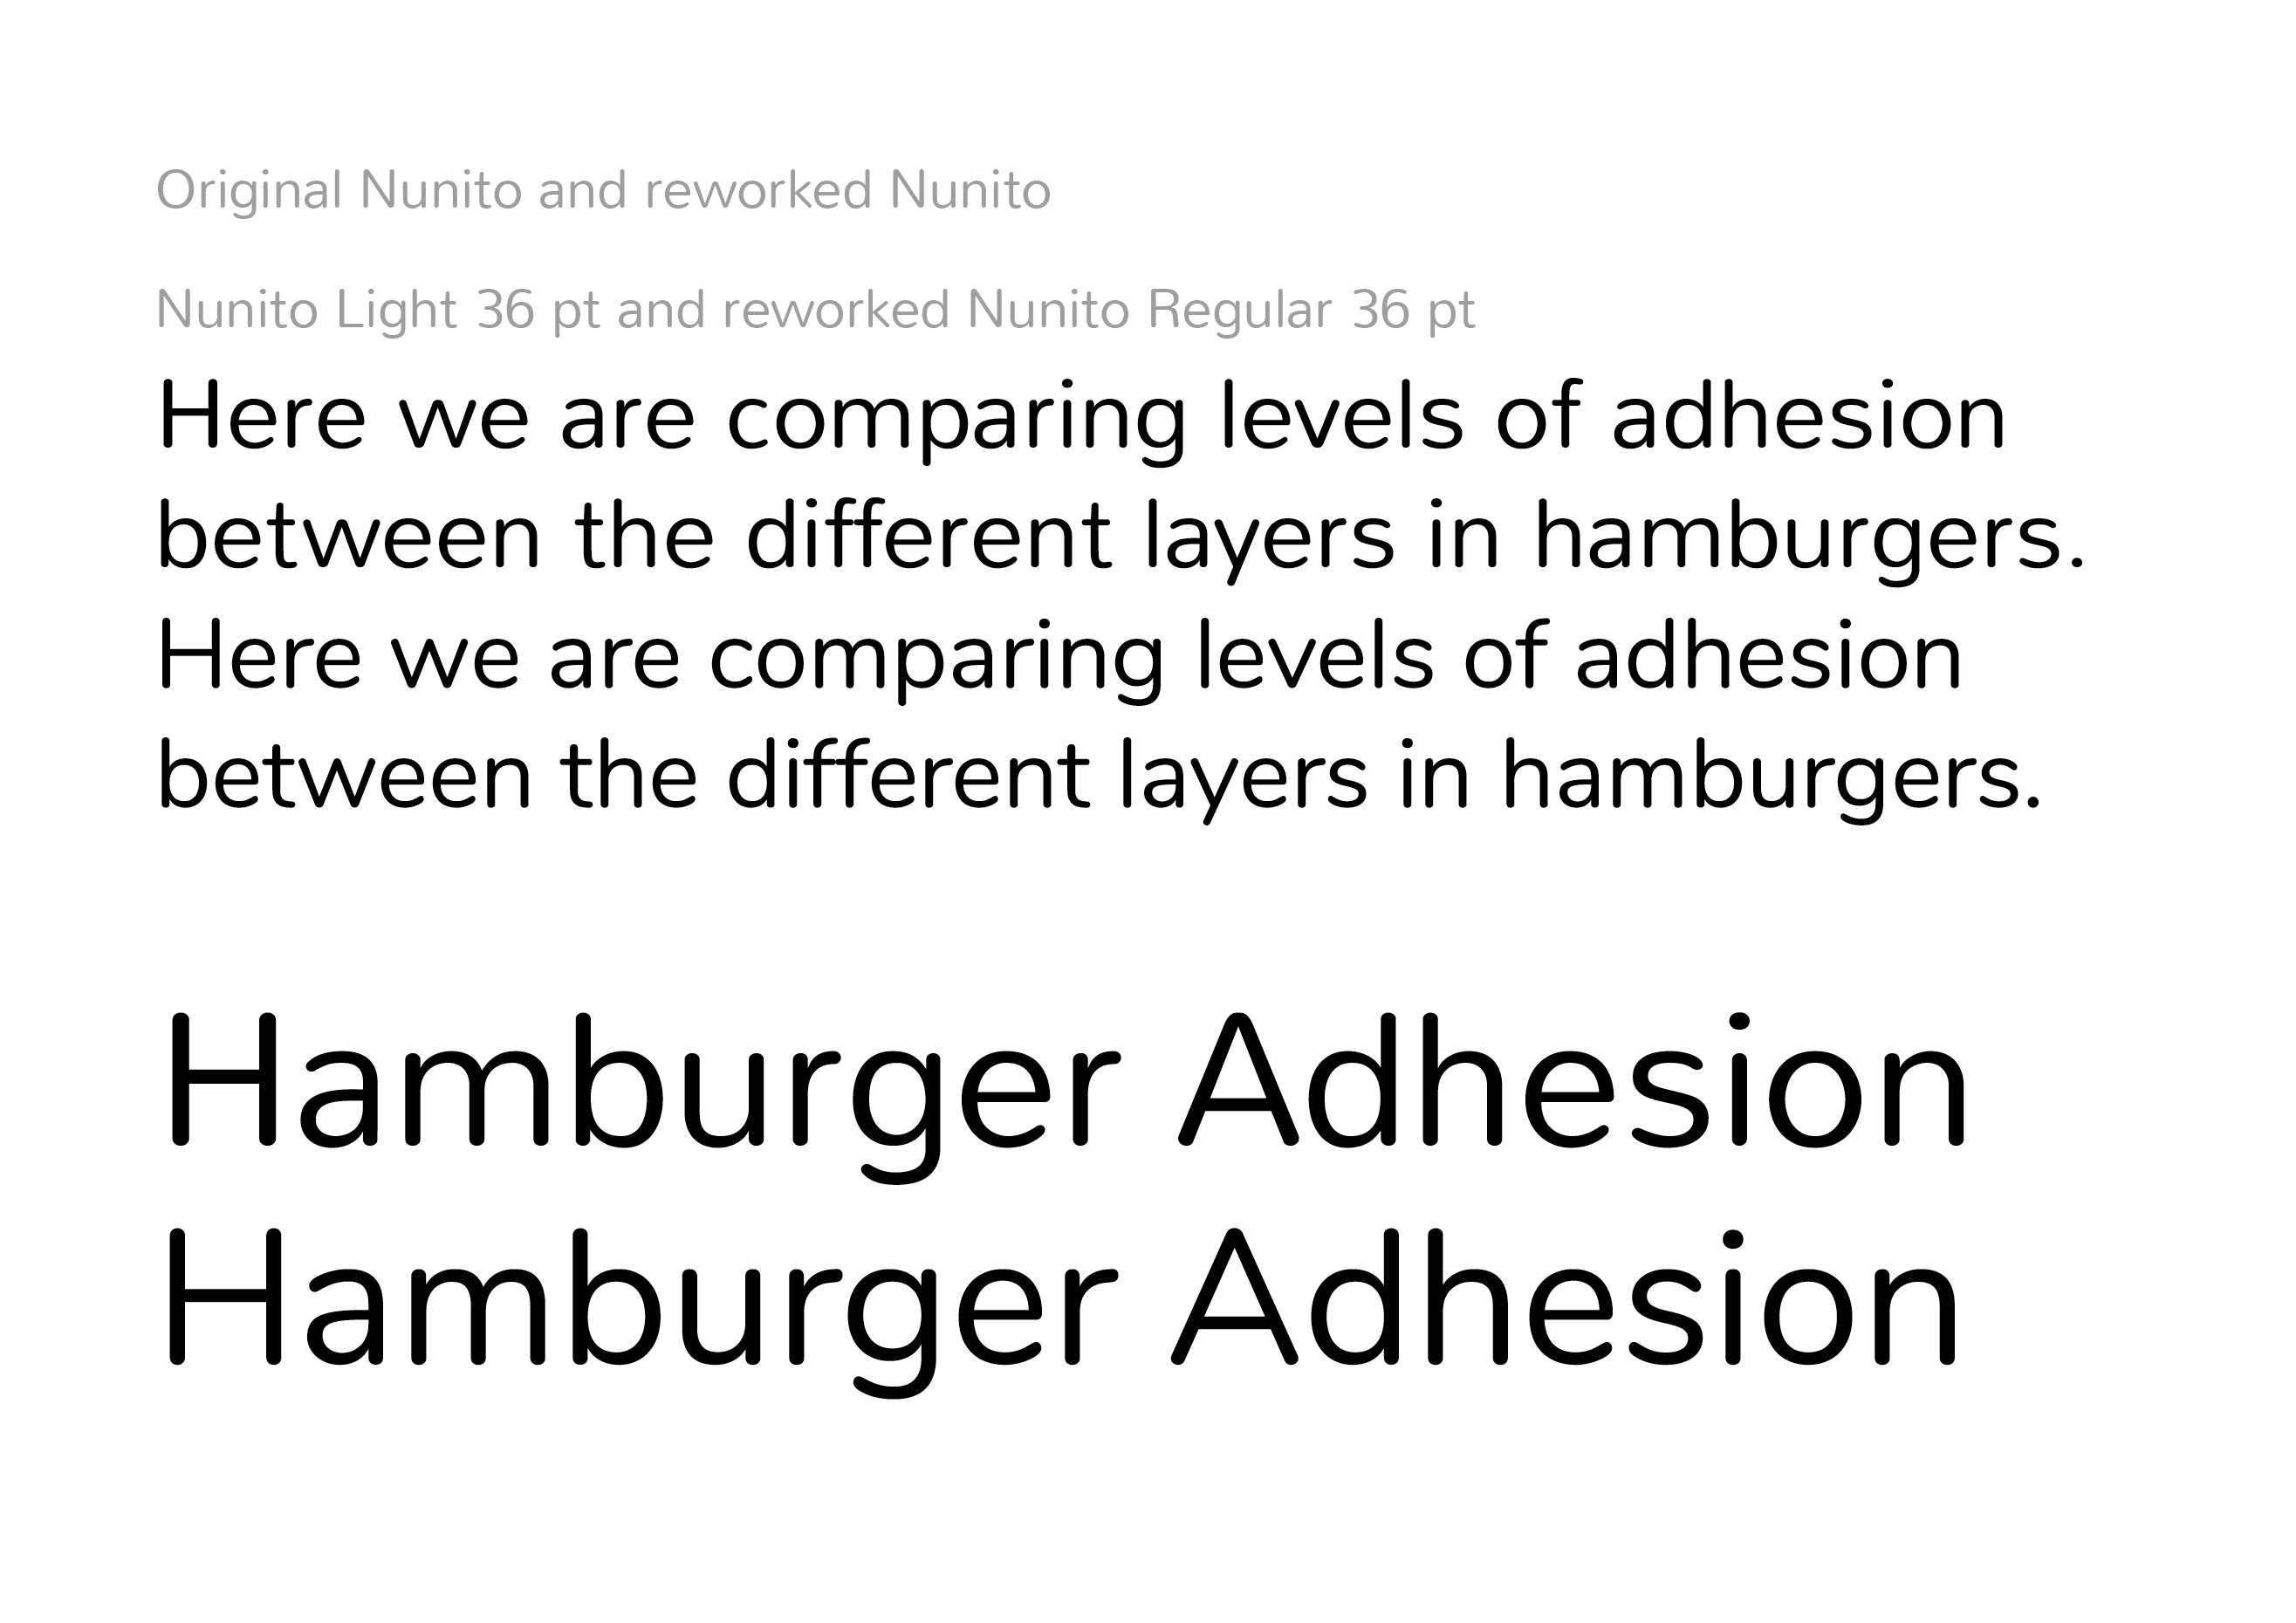 Original Nunito and reworked Nunito
Nunito Light 36 pt and reworked Nunito Regular 36 pt
Here we are comparing levels of adhesion
between the different layers in hamburgers.
Here we are comparing levels of adhesion
between the different layers in hamburgers.
Hamburger Adhesion
Hamburger Adhesion